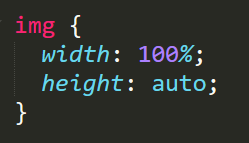 img {
  width: 100%;
  height: auto;
}